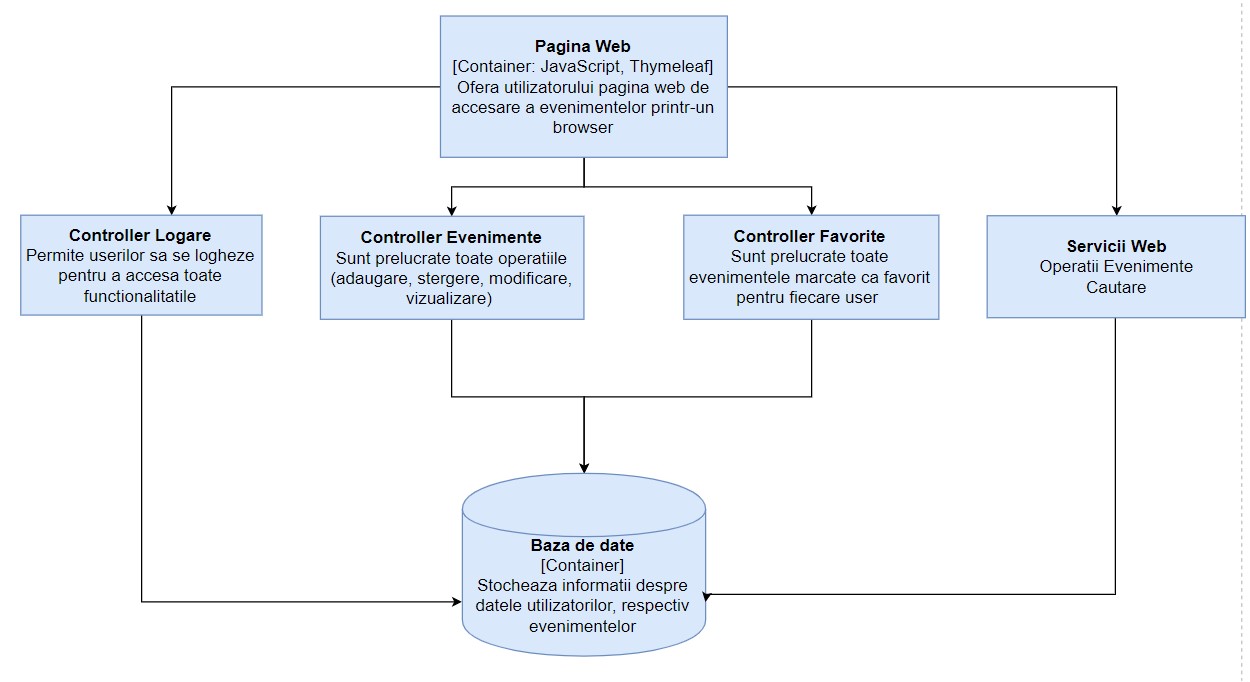 Pagina Web
[Container: JavaScript, Thymeleaf]
Ofera utilizatorului pagina web de
accesare a evenimentelor printr-un
browser
Controller Logare
Permite userilor sa se logheze
pentru a accesa toate
functionalitatile
Controller Evenimente
Sunt prelucrate toate operatiile
(adaugare, stergere, modificare,
vizualizare)
Controller Favorite
Sunt prelucrate toate
evenimentele marcate ca favorit
pentru fiecare user
Servicii Web
Operatii Evenimente
Cautare
Baza de date
[Container]
Stocheaza informatii despre
datele utilizatorilor, respectiv
evenimentelor